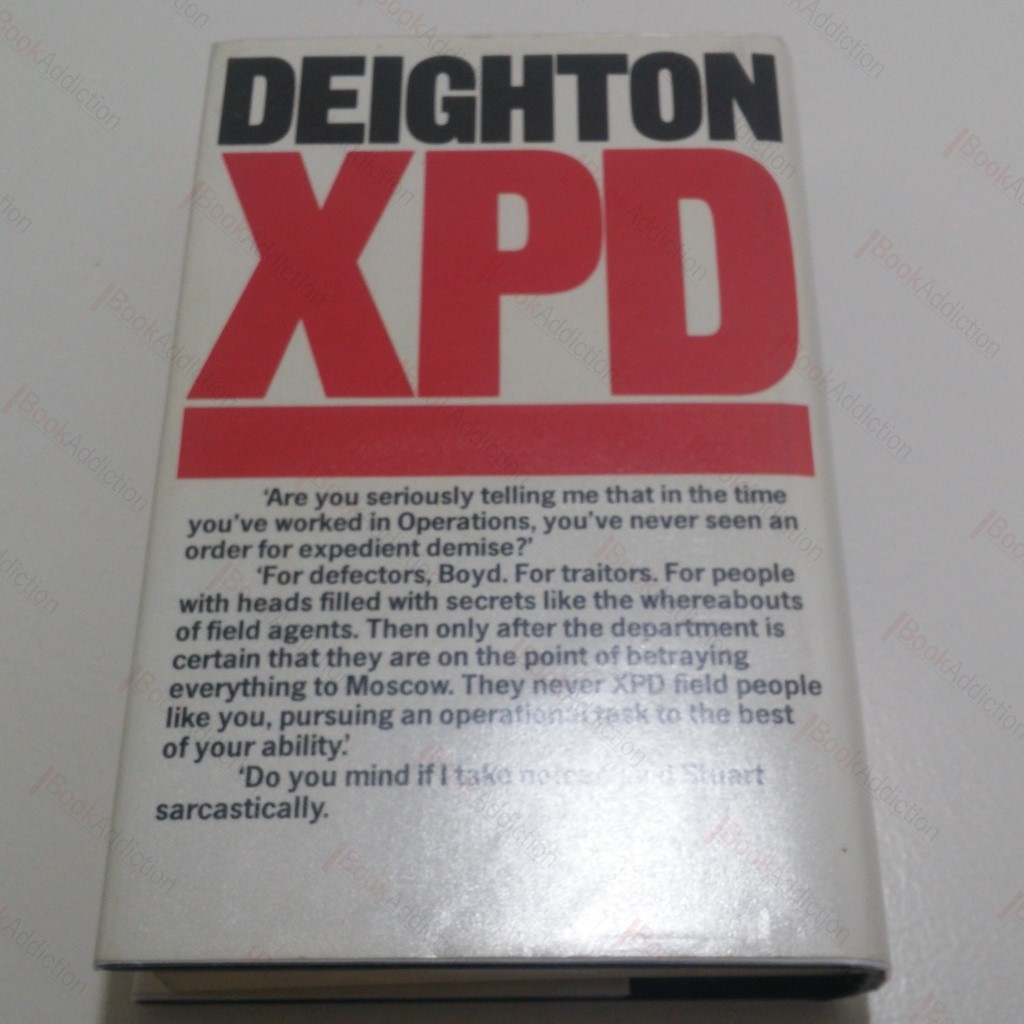 DEIGHTON
XPD
'Are you seriously telling me that in the time
you've worked in Operations, you've never seen an
order for expedient demise?'
'For defectors, Boyd. For traitors. For people
with heads filled with secrets like the whereabouts
of field agents. Then only after the department is
certain that they are on the point of betraying
everything to Moscow. They never XPD field people
like you, pursuing an operational task to the best
of your ability.'
'Do you mind if I take notes?' said Stuart
sarcastically.
BookAddiction